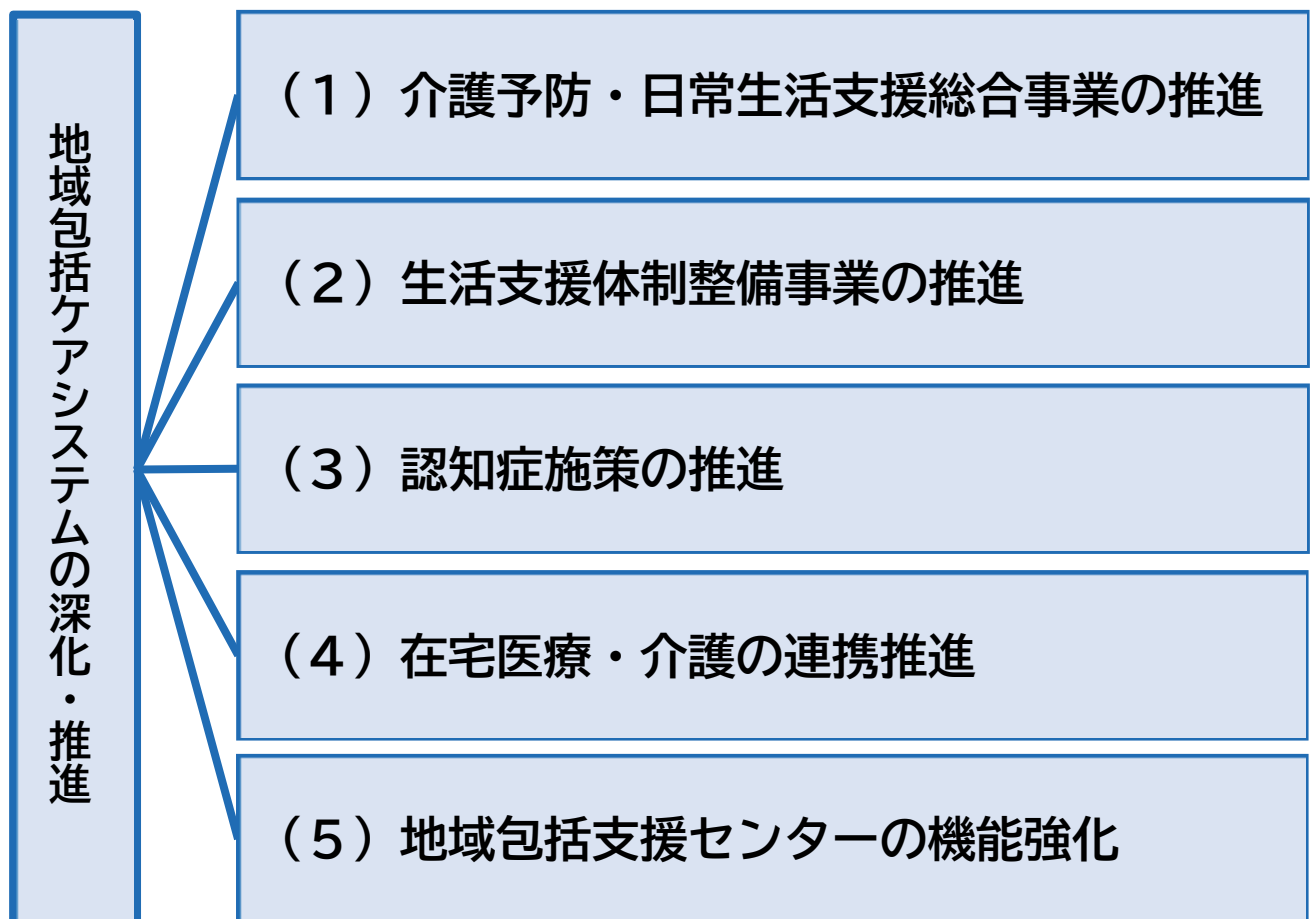 地域包括ケアシステムの深化・推進
（１）介護予防・日常生活支援総合事業の推進
（２）生活支援体制整備事業の推進
（３）認知症施策の推進
（４）在宅医療・介護の連携推進
（５）地域包括支援センターの機能強化